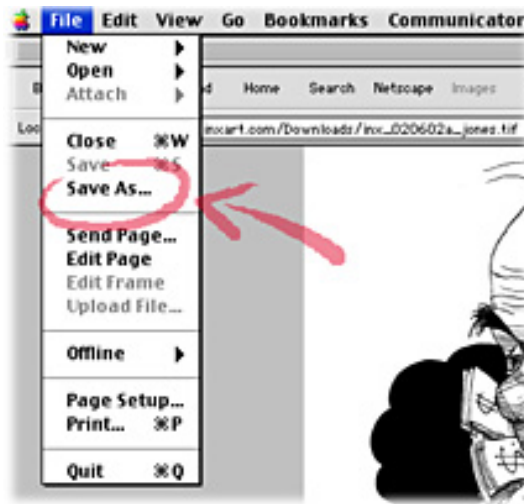 File Edit View Go Bookmarks Communicator
New
Open
Attach
Home Search Netscape Images
inxart.com/Downloads/inx_020602a_jones.tif
Close ⌘W
Save ⌘S
Save As...
Send Page...
Edit Page
Edit Frame
Upload File...
Offline
Page Setup...
Print... ⌘P
Quit ⌘Q